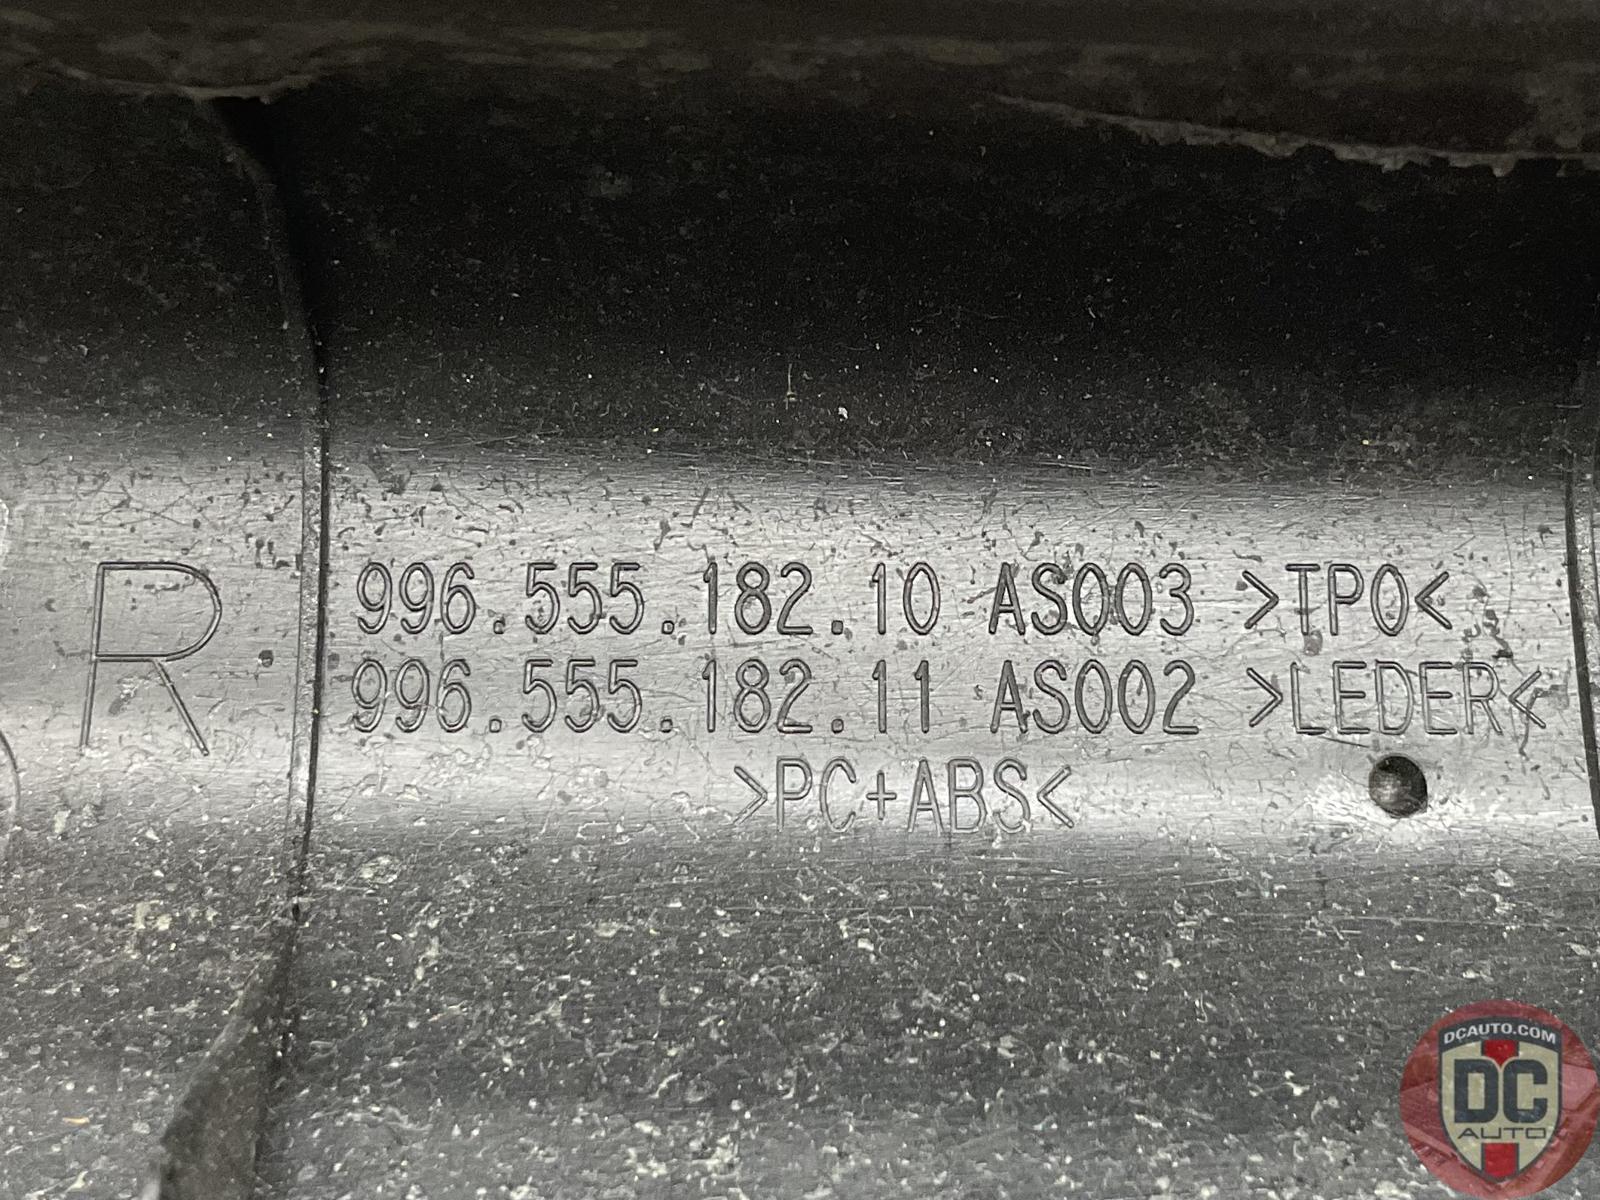 R
996.555.182.10 AS003 >TPO<
996.555.182.11 AS002 >LEDER<
>PC+ABS<
DCAUTO.COM
DC
AUTO